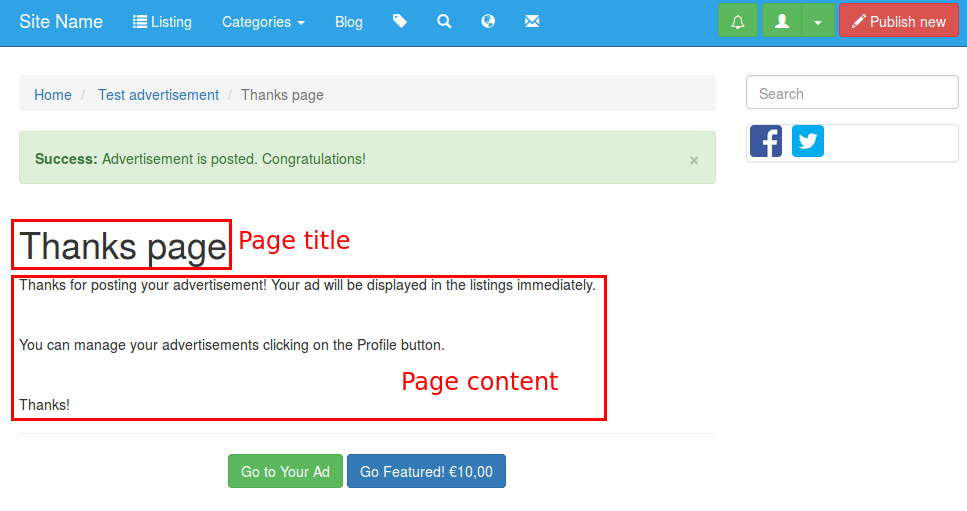 Site Name Listing Categories Blog Publish new
Home / Test advertisement / Thanks page
Search
Success: Advertisement is posted. Congratulations! ×
Thanks page Page title
Thanks for posting your advertisement! Your ad will be displayed in the listings immediately.
You can manage your advertisements clicking on the Profile button.
Page content
Thanks!
Go to Your Ad Go Featured! €10,00